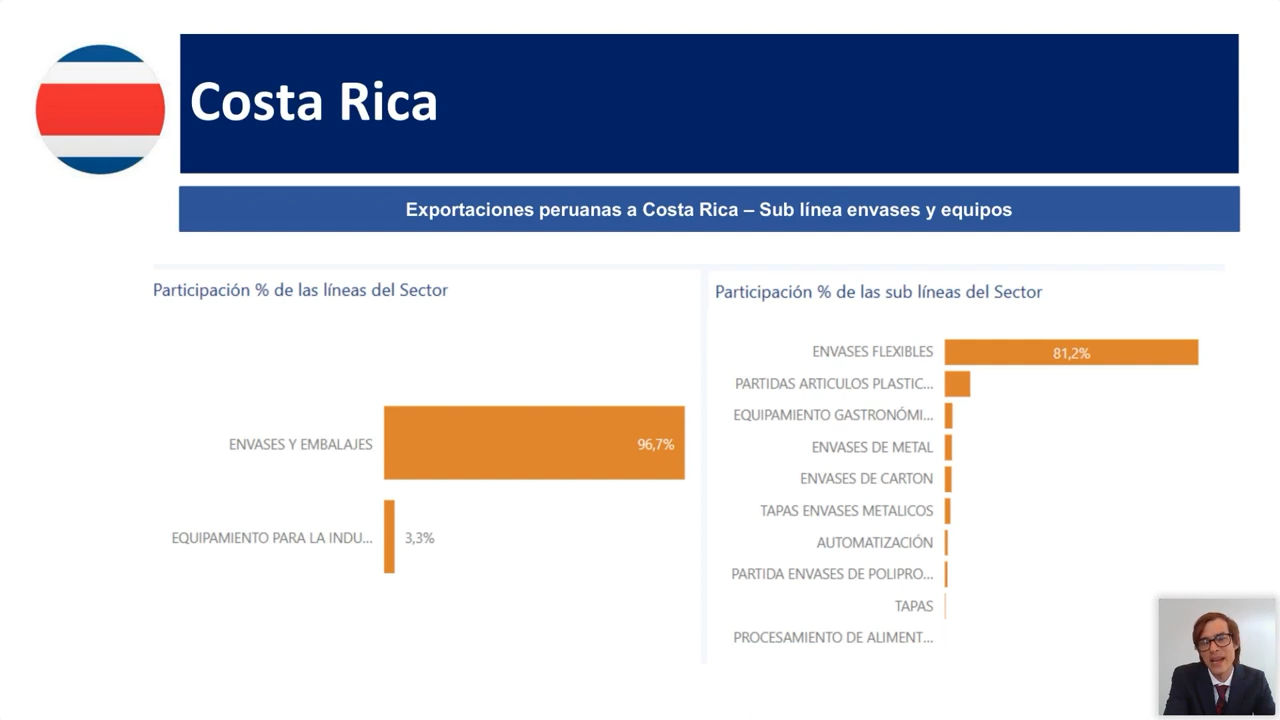 Costa Rica
Exportaciones peruanas a Costa Rica – Sub línea envases y equipos
Participación % de las líneas del Sector
ENVASES Y EMBALAJES
96,7%
EQUIPAMIENTO PARA LA INDU...
3,3%
Participación % de las sub líneas del Sector
ENVASES FLEXIBLES
81,2%
PARTIDAS ARTICULOS PLASTIC...
EQUIPAMIENTO GASTRONÓMI...
ENVASES DE METAL
ENVASES DE CARTON
TAPAS ENVASES METALICOS
AUTOMATIZACIÓN
PARTIDA ENVASES DE POLIPRO...
TAPAS
PROCESAMIENTO DE ALIMENT...